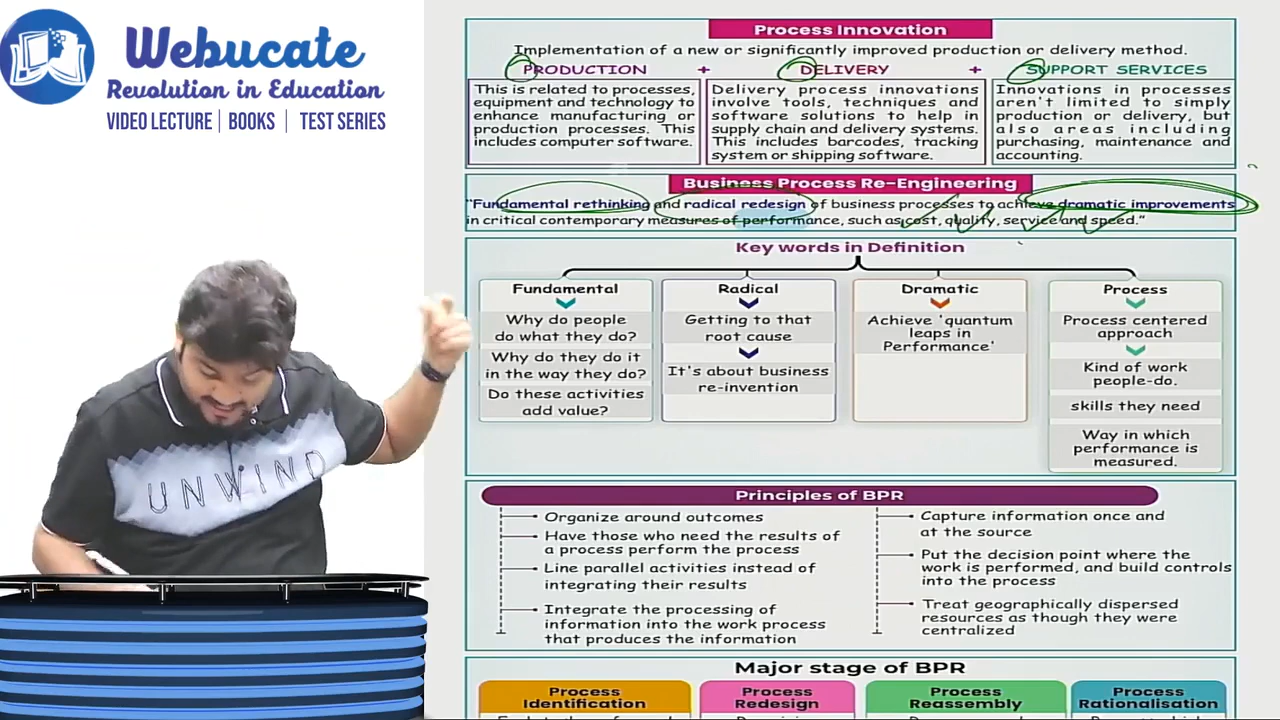 Webucate
Revolution in Education
VIDEO LECTURE | BOOKS | TEST SERIES
UNWIND
Process Innovation
Implementation of a new or significantly improved production or delivery method.
PRODUCTION + DELIVERY + SUPPORT SERVICES
This is related to processes,
equipment and technology to
enhance manufacturing or
production processes. This
includes computer software.
Delivery process innovations
involve tools, techniques and
software solutions to help in
supply chain and delivery systems.
This includes barcodes, tracking
system or shipping software.
Innovations in processes
aren't limited to simply
production or delivery, but
also areas including
purchasing, maintenance and
accounting.
Business Process Re-Engineering
"Fundamental rethinking and radical redesign of business processes to achieve dramatic improvements
in critical contemporary measures of performance, such as cost, quality, service and speed."
Key words in Definition
Fundamental
Why do people
do what they do?
Why do they do it
in the way they do?
Do these activities
add value?
Radical
Getting to that
root cause
It's about business
re-invention
Dramatic
Achieve 'quantum
leaps in
Performance'
Process
Process centered
approach
Kind of work
people-do.
skills they need
Way in which
performance is
measured.
Principles of BPR
Organize around outcomes
Have those who need the results of
a process perform the process
Line parallel activities instead of
integrating their results
Integrate the processing of
information into the work process
that produces the information
Capture information once and
at the source
Put the decision point where the
work is performed, and build controls
into the process
Treat geographically dispersed
resources as though they were
centralized
Major stage of BPR
Process
Identification
Process
Redesign
Process
Reassembly
Process
Rationalisation